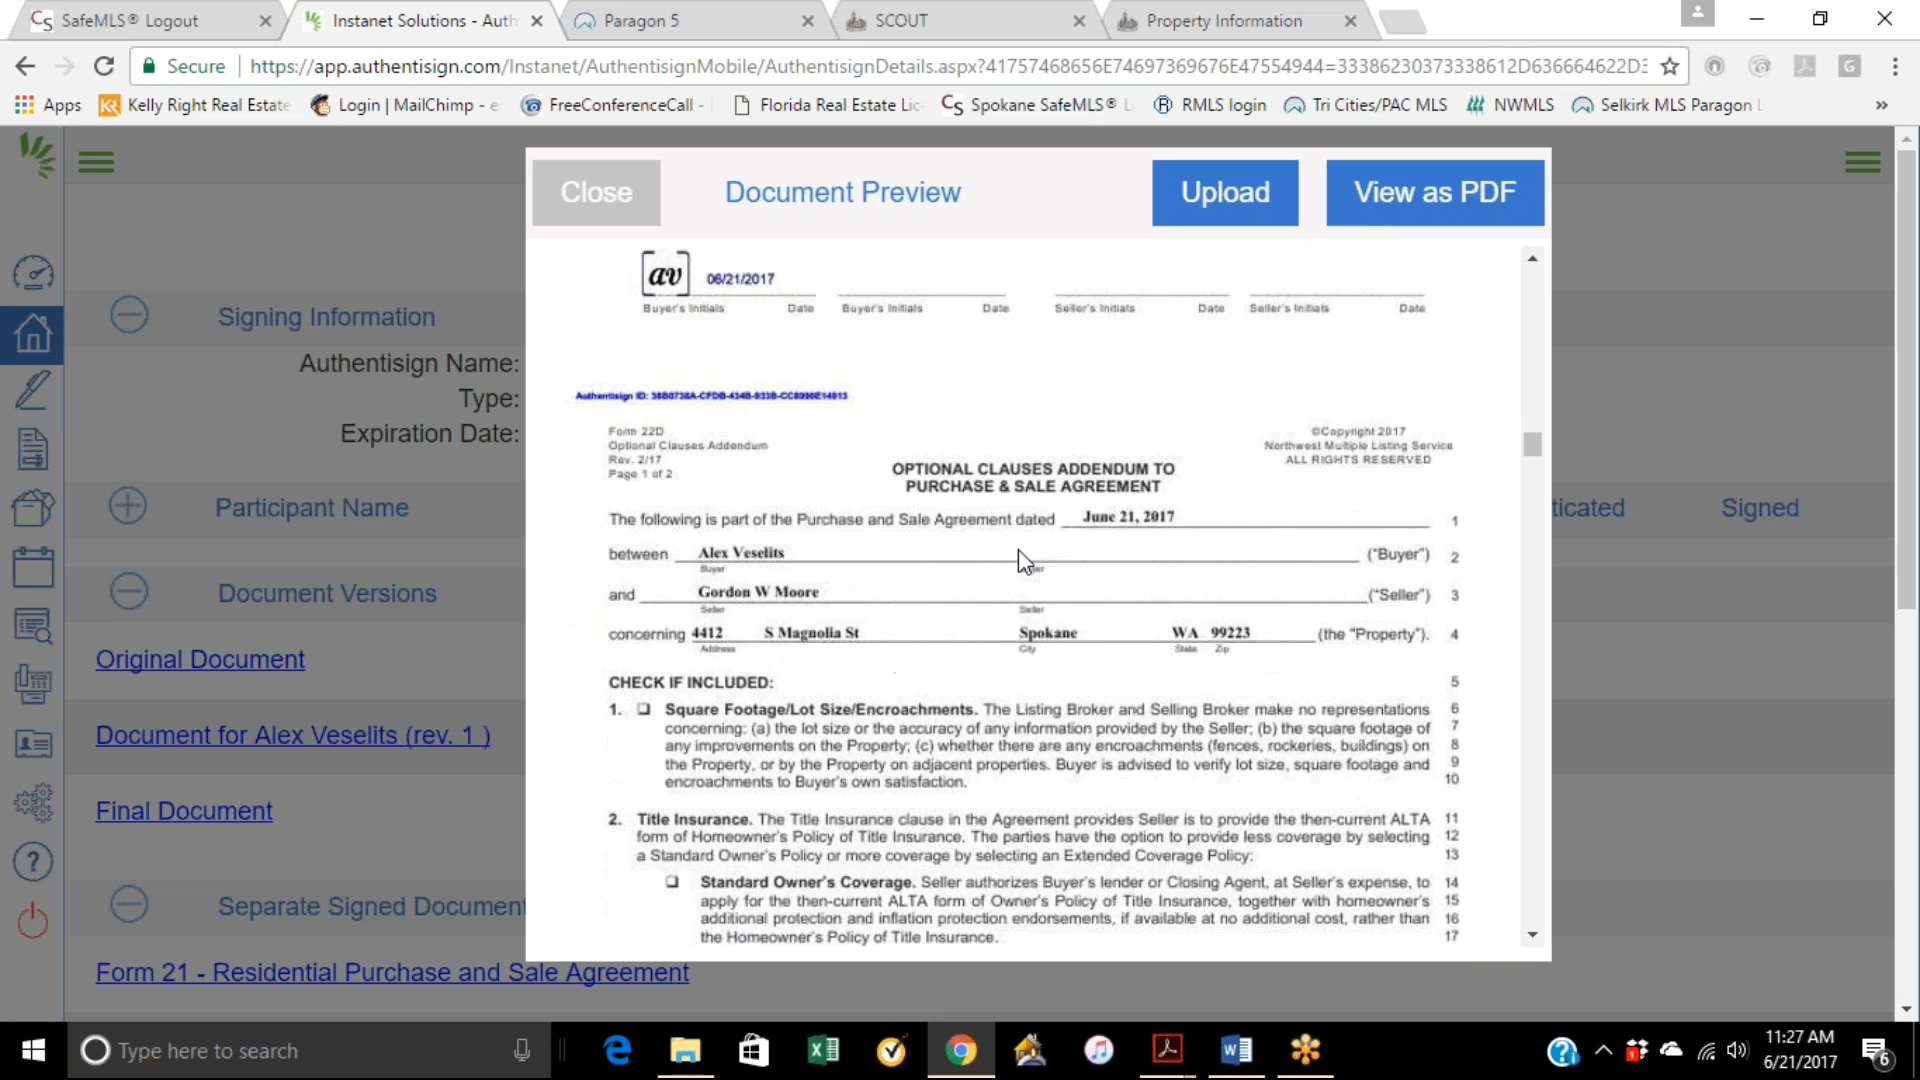 SafeMLS® Logout
Instanet Solutions - Auth
Paragon 5
SCOUT
Property Information
Secure
https://app.authentisign.com/Instanet/AuthentisignMobile/AuthentisignDetails.aspx?41757468656E74697369676E47554944=33386230373338612D636664622D3
Apps
Kelly Right Real Estate
Login | MailChimp - e
FreeConferenceCall -
Florida Real Estate Lic
Spokane SafeMLS® L
RMLS login
Tri Cities/PAC MLS
NWMLS
Selkirk MLS Paragon
»
Close
Document Preview
Upload
View as PDF
Signing Information
Authentisign Name:
Type:
Expiration Date:
Participant Name
ticated
Signed
Document Versions
Original Document
Document for Alex Veselits (rev. 1 )
Final Document
Separate Signed Document
Form 21 - Residential Purchase and Sale Agreement
av 06/21/2017
Buyer's Initials Date Buyer's Initials Date Seller's Initials Date Seller's Initials Date
Form 22D
Optional Clauses Addendum
Rev. 2/17
Page 1 of 2
©Copyright 2017
Northwest Multiple Listing Service
ALL RIGHTS RESERVED
OPTIONAL CLAUSES ADDENDUM TO
PURCHASE & SALE AGREEMENT
The following is part of the Purchase and Sale Agreement dated June 21, 2017 1
between Alex Veselits ("Buyer") 2
Buyer
and Gordon W Moore ("Seller") 3
Seller Seller
concerning 4412 S Magnolia St Spokane WA 99223 (the "Property"). 4
Address City State Zip
CHECK IF INCLUDED: 5
1. ❑ Square Footage/Lot Size/Encroachments. The Listing Broker and Selling Broker make no representations 6
concerning: (a) the lot size or the accuracy of any information provided by the Seller; (b) the square footage of 7
any improvements on the Property; (c) whether there are any encroachments (fences, rockeries, buildings) on 8
the Property, or by the Property on adjacent properties. Buyer is advised to verify lot size, square footage and 9
encroachments to Buyer's own satisfaction. 10
2. Title Insurance. The Title Insurance clause in the Agreement provides Seller is to provide the then-current ALTA 11
form of Homeowner's Policy of Title Insurance. The parties have the option to provide less coverage by selecting 12
a Standard Owner's Policy or more coverage by selecting an Extended Coverage Policy: 13
❑ Standard Owner's Coverage. Seller authorizes Buyer's lender or Closing Agent, at Seller's expense, to 14
apply for the then-current ALTA form of Owner's Policy of Title Insurance, together with homeowner's 15
additional protection and inflation protection endorsements, if available at no additional cost, rather than 16
the Homeowner's Policy of Title Insurance. 17
Type here to search
11:27 AM
6/21/2017
6